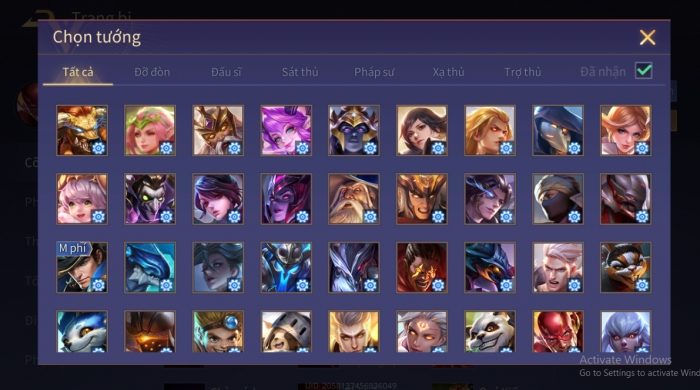 Trang bị
Chọn tướng
Tất cả
Đỡ đòn
Đấu sĩ
Sát thủ
Pháp sư
Xạ thủ
Trợ thủ
Đã nhận
M phí
Activate Windows
Go to Settings to activate Wind